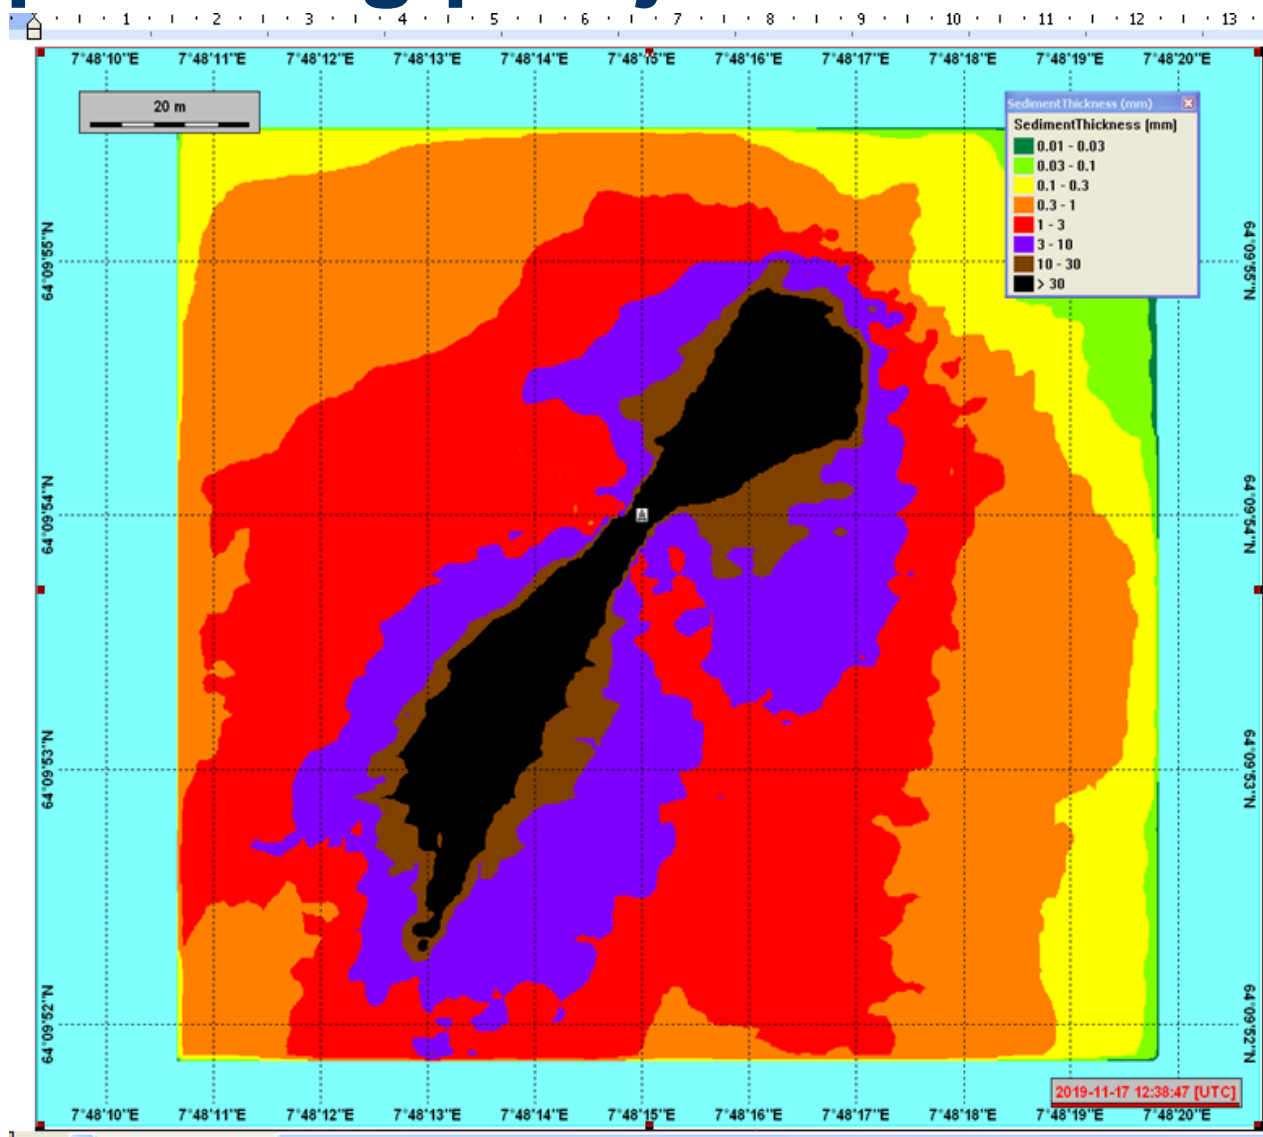 1 2 3 4 5 6 7 8 9 10 11 12 13
7°48'10"E 7°48'11"E 7°48'12"E 7°48'13"E 7°48'14"E 7°48'15"E 7°48'16"E 7°48'17"E 7°48'18"E 7°48'19"E 7°48'20"E
20 m
SedimentThickness (mm)
SedimentThickness (mm)
0.01 - 0.03
0.03 - 0.1
0.1 - 0.3
0.3 - 1
1 - 3
3 - 10
10 - 30
> 30
64°09'55"N 64°09'55"N
64°09'54"N 64°09'54"N
64°09'53"N 64°09'53"N
64°09'52"N 64°09'52"N
2019-11-17 12:38:47 [UTC]
7°48'10"E 7°48'11"E 7°48'12"E 7°48'13"E 7°48'14"E 7°48'15"E 7°48'16"E 7°48'17"E 7°48'18"E 7°48'19"E 7°48'20"E